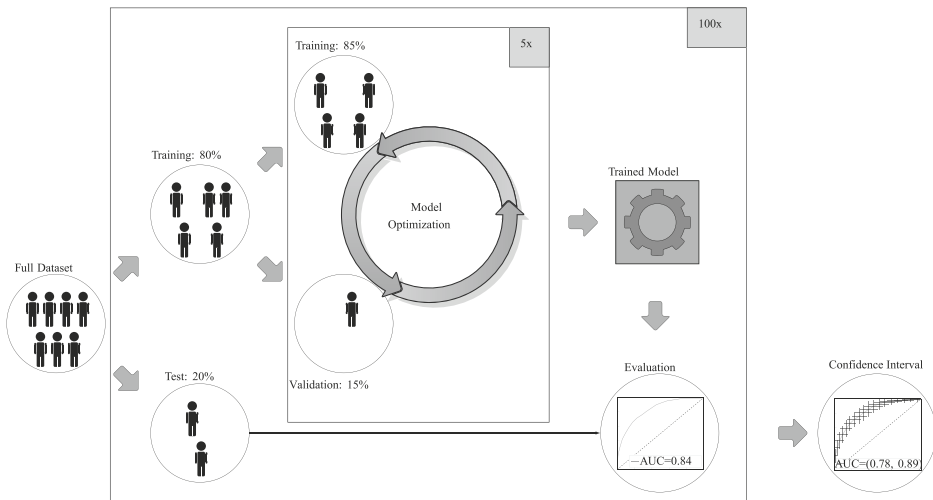 100x
5x
Training: 85%
Training: 80%
Model
Optimization
Trained Model
Full Dataset
Test: 20%
Validation: 15%
Evaluation
AUC=0.84
Confidence Interval
AUC=(0.78, 0.89)